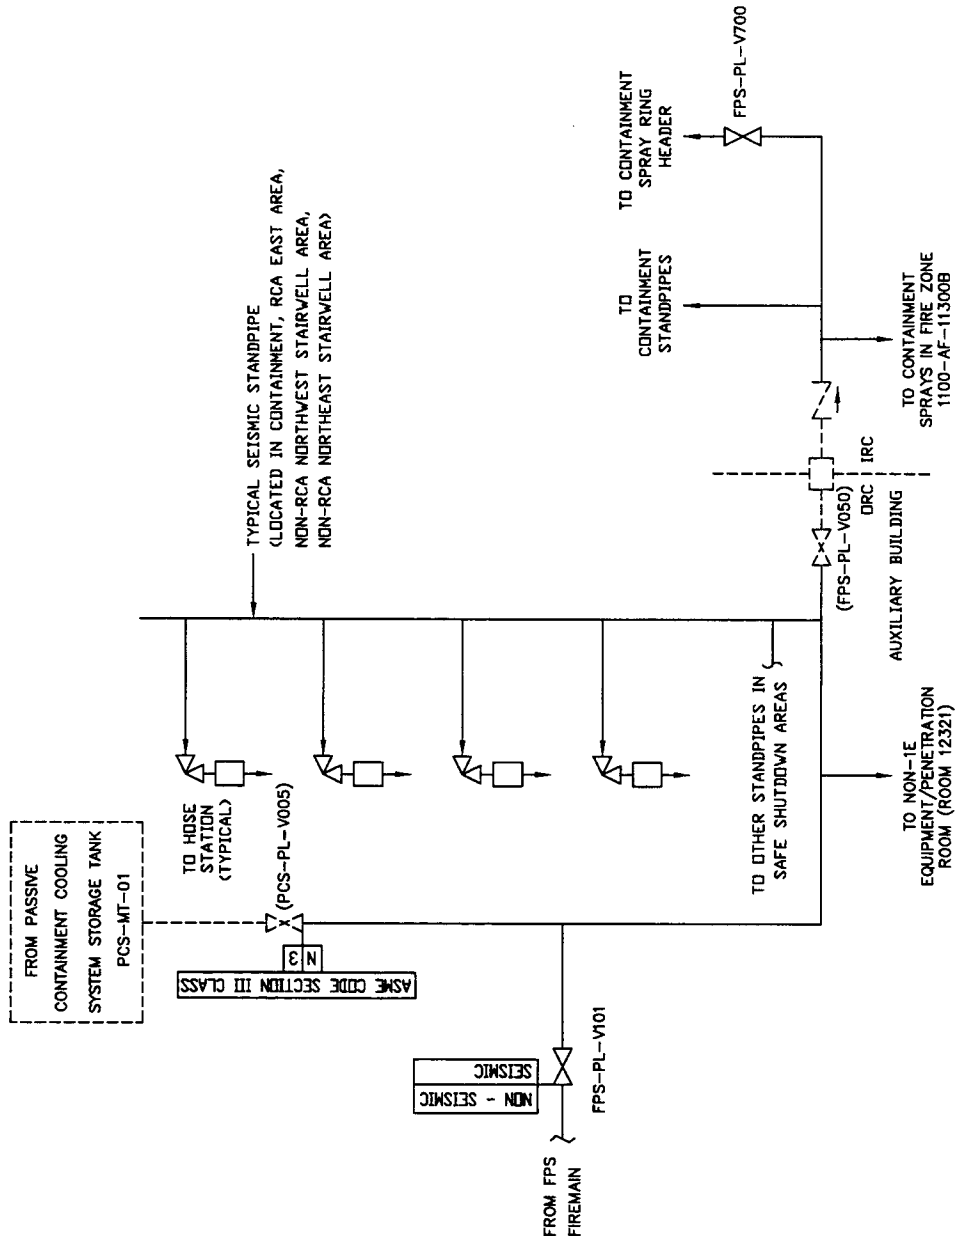 FROM PASSIVE
CONTAINMENT COOLING
SYSTEM STORAGE TANK
PCS-MT-01
(PCS-PL-V005)
N
3
ASME CODE SECTION III CLASS
TO HOSE
STATION
(TYPICAL)
TYPICAL SEISMIC STANDPIPE
(LOCATED IN CONTAINMENT, RCA EAST AREA,
NON-RCA NORTHWEST STAIRWELL AREA,
NON-RCA NORTHEAST STAIRWELL AREA)
TO OTHER STANDPIPES IN
SAFE SHUTDOWN AREAS
NON - SEISMIC
SEISMIC
FPS-PL-V101
FROM FPS
FIREMAIN
TO NON-1E
EQUIPMENT/PENETRATION
ROOM (ROOM 12321)
AUXILIARY BUILDING
(FPS-PL-V050)
ORC
IRC
TO CONTAINMENT
SPRAYS IN FIRE ZONE
1100-AF-11300B
TO
CONTAINMENT
STANDPIPES
TO CONTAINMENT
SPRAY RING
HEADER
FPS-PL-V700